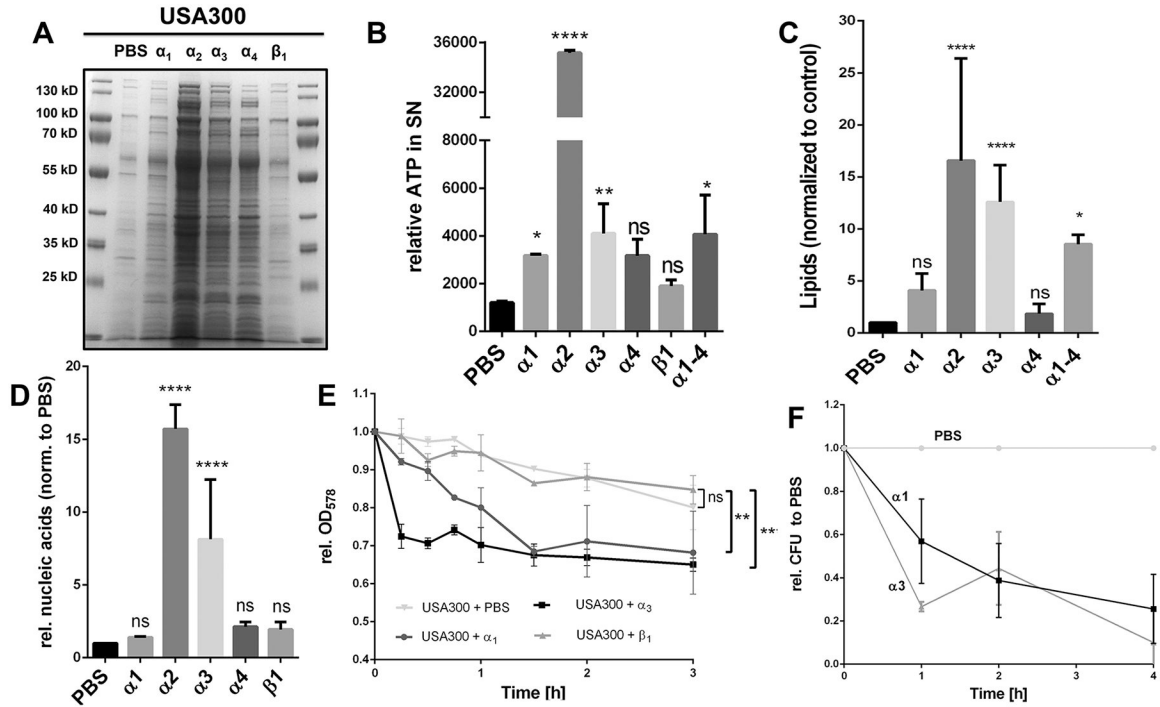 A
USA300
PBS α1 α2 α3 α4 β1
130 kD
100 kD
70 kD
55 kD
40 kD
35 kD
25 kD
B
relative ATP in SN
36000
32000
8000
6000
4000
2000
0
* **** ** ns ns *
PBS α1 α2 α3 α4 β1 α1-4
C
Lipids (normalized to control)
30
25
20
15
10
5
0
ns **** **** ns *
PBS α1 α2 α3 α4 α1-4
D
rel. nucleic acids (norm. to PBS)
20
15
10
5
0
ns **** **** ns ns
PBS α1 α2 α3 α4 β1
E
rel. OD578
1.1
1.0
0.9
0.8
0.7
0.6
0.5
0.4
ns
**
USA300 + PBS
USA300 + α1
USA300 + α3
USA300 + β1
0 1 2 3
Time [h]
F
rel. CFU to PBS
1.2
1.0
0.8
0.6
0.4
0.2
0.0
PBS
α1
α3
0 1 2 3 4
Time [h]